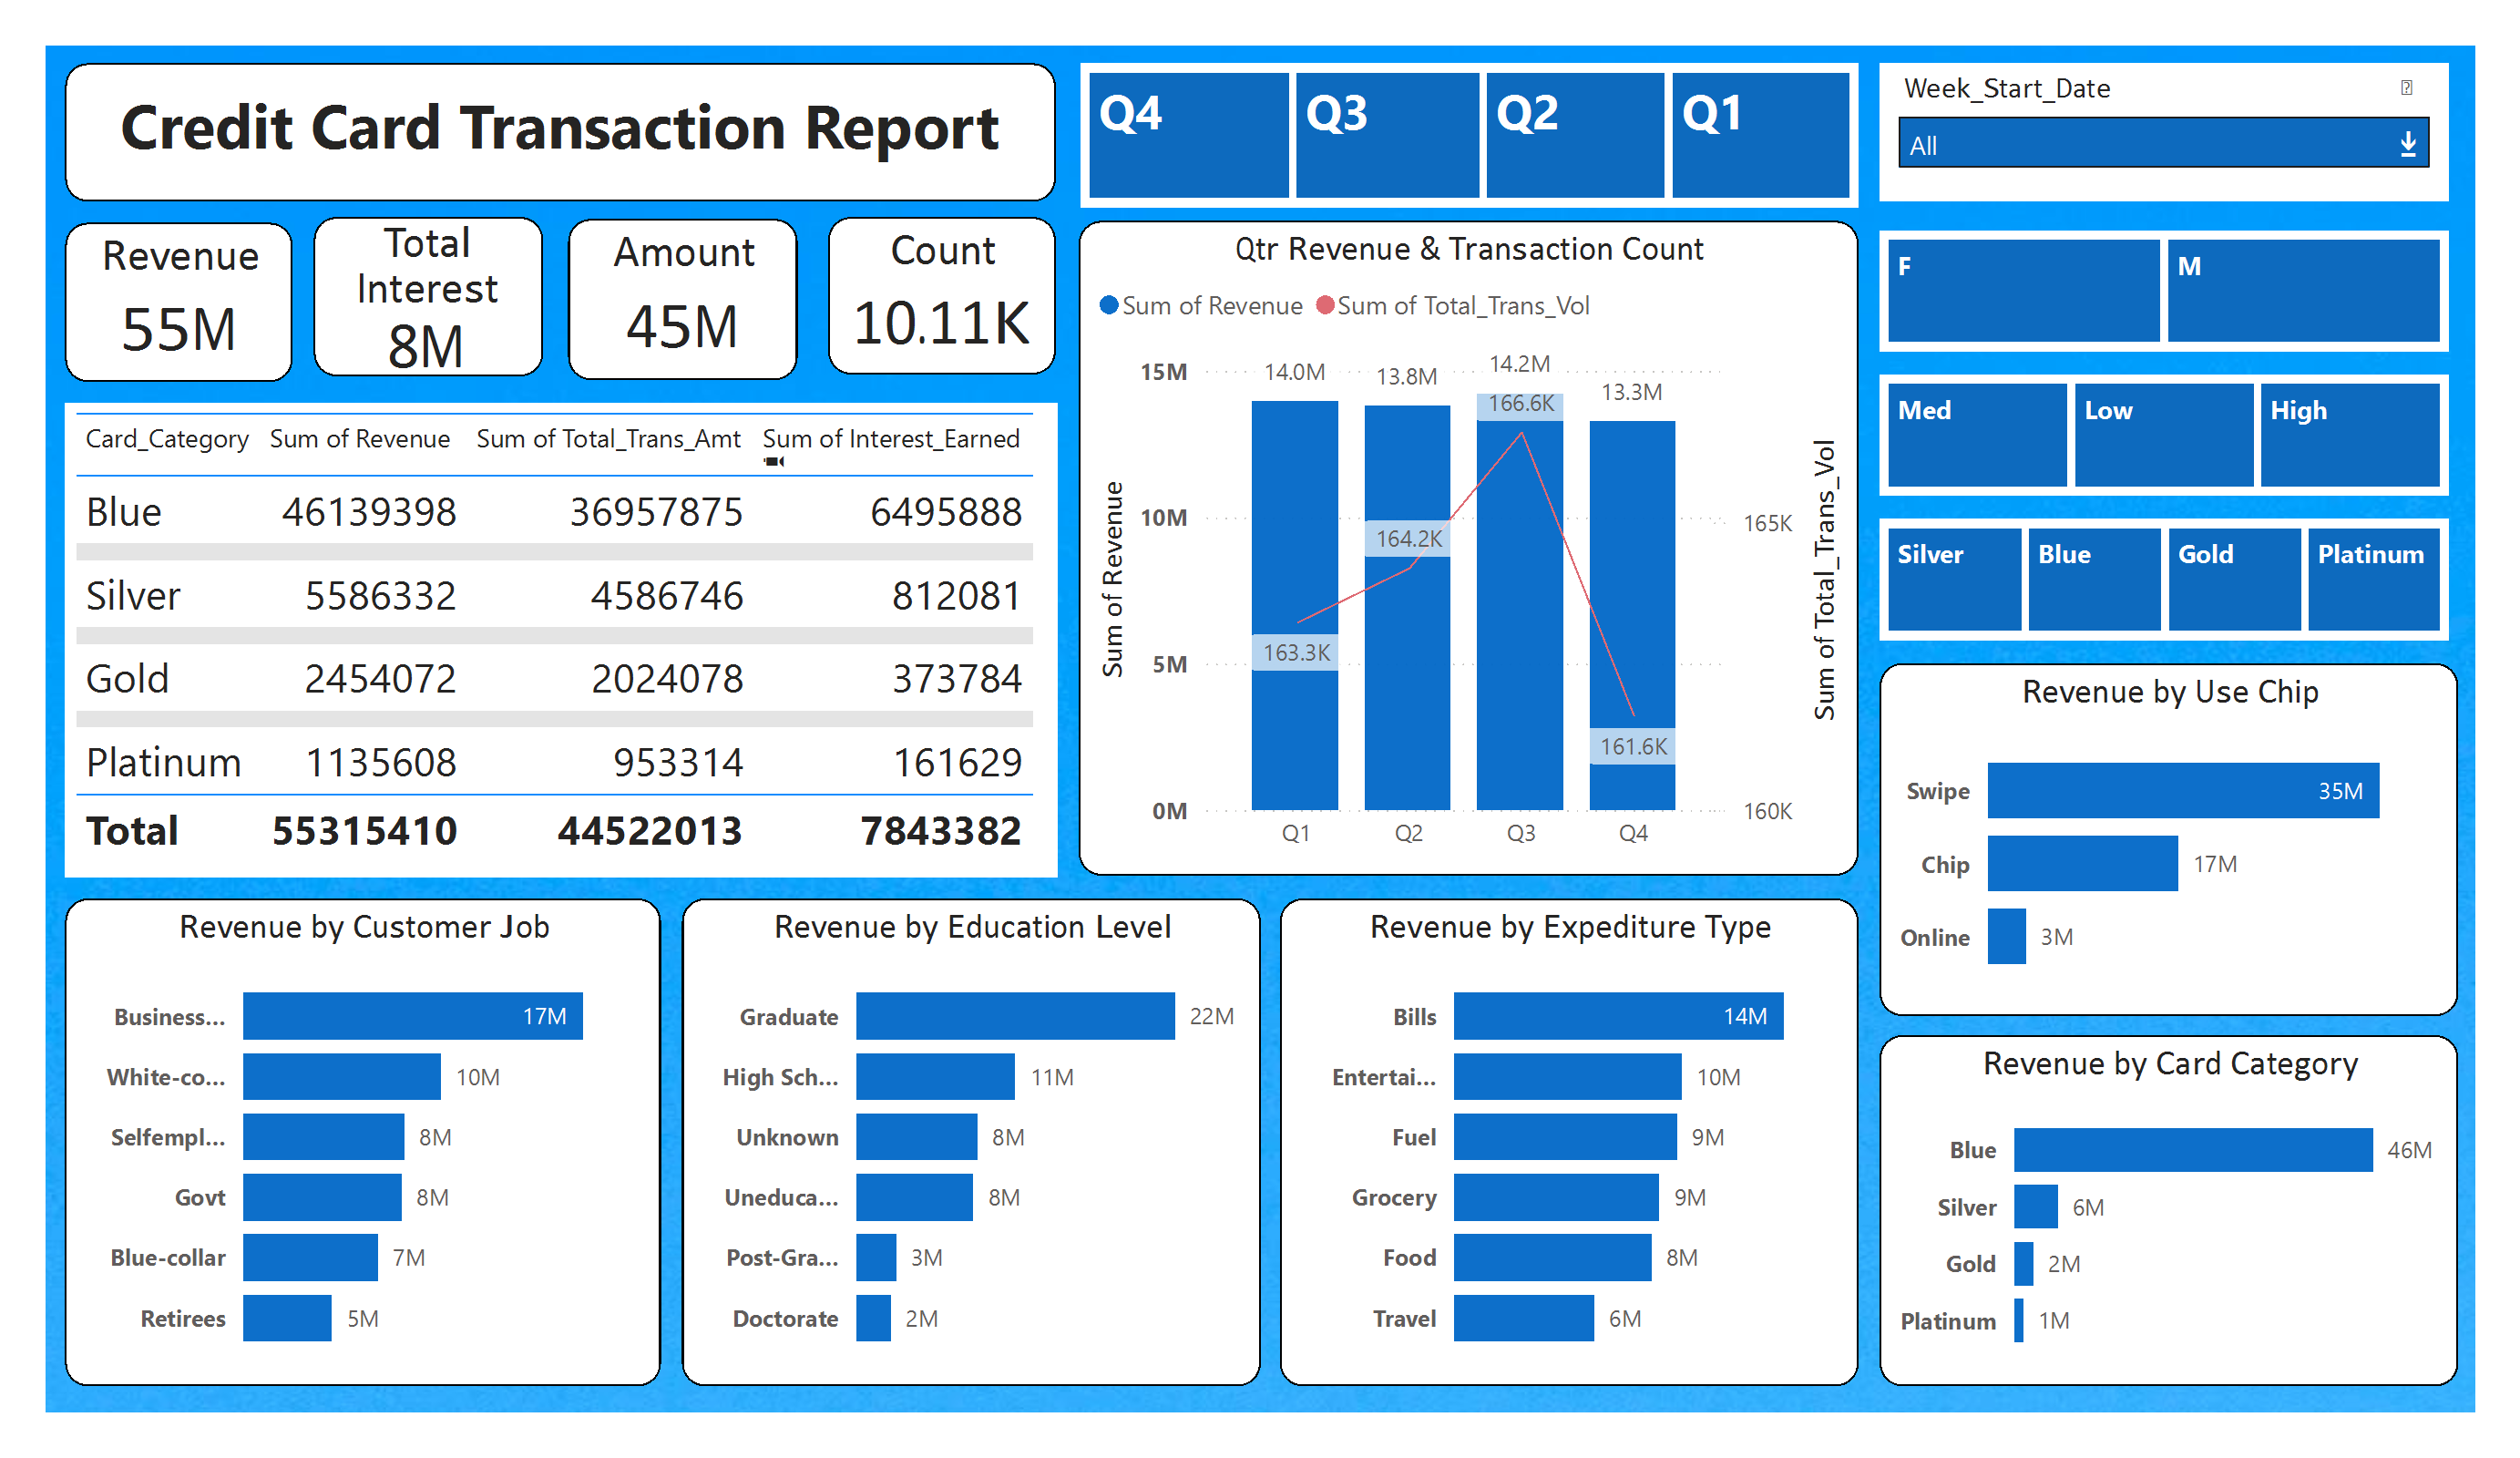 Credit Card Transaction Report
Q4 Q3 Q2 Q1
Week_Start_Date
All
Revenue
55M
Total
Interest
8M
Amount
45M
Count
10.11K
F M
Med Low High
Silver Blue Gold Platinum
Card_Category Sum of Revenue Sum of Total_Trans_Amt Sum of Interest_Earned
Blue 46139398 36957875 6495888
Silver 5586332 4586746 812081
Gold 2454072 2024078 373784
Platinum 1135608 953314 161629
Total 55315410 44522013 7843382
Qtr Revenue & Transaction Count
Sum of Revenue Sum of Total_Trans_Vol
Sum of Revenue
15M
10M
5M
0M
14.0M 13.8M 14.2M 13.3M
163.3K 164.2K 166.6K 161.6K
Q1 Q2 Q3 Q4
165K
160K
Sum of Total_Trans_Vol
Revenue by Use Chip
Swipe 35M
Chip 17M
Online 3M
Revenue by Customer Job
Business... 17M
White-co... 10M
Selfempl... 8M
Govt 8M
Blue-collar 7M
Retirees 5M
Revenue by Education Level
Graduate 22M
High Sch... 11M
Unknown 8M
Uneduca... 8M
Post-Gra... 3M
Doctorate 2M
Revenue by Expediture Type
Bills 14M
Entertai... 10M
Fuel 9M
Grocery 9M
Food 8M
Travel 6M
Revenue by Card Category
Blue 46M
Silver 6M
Gold 2M
Platinum 1M